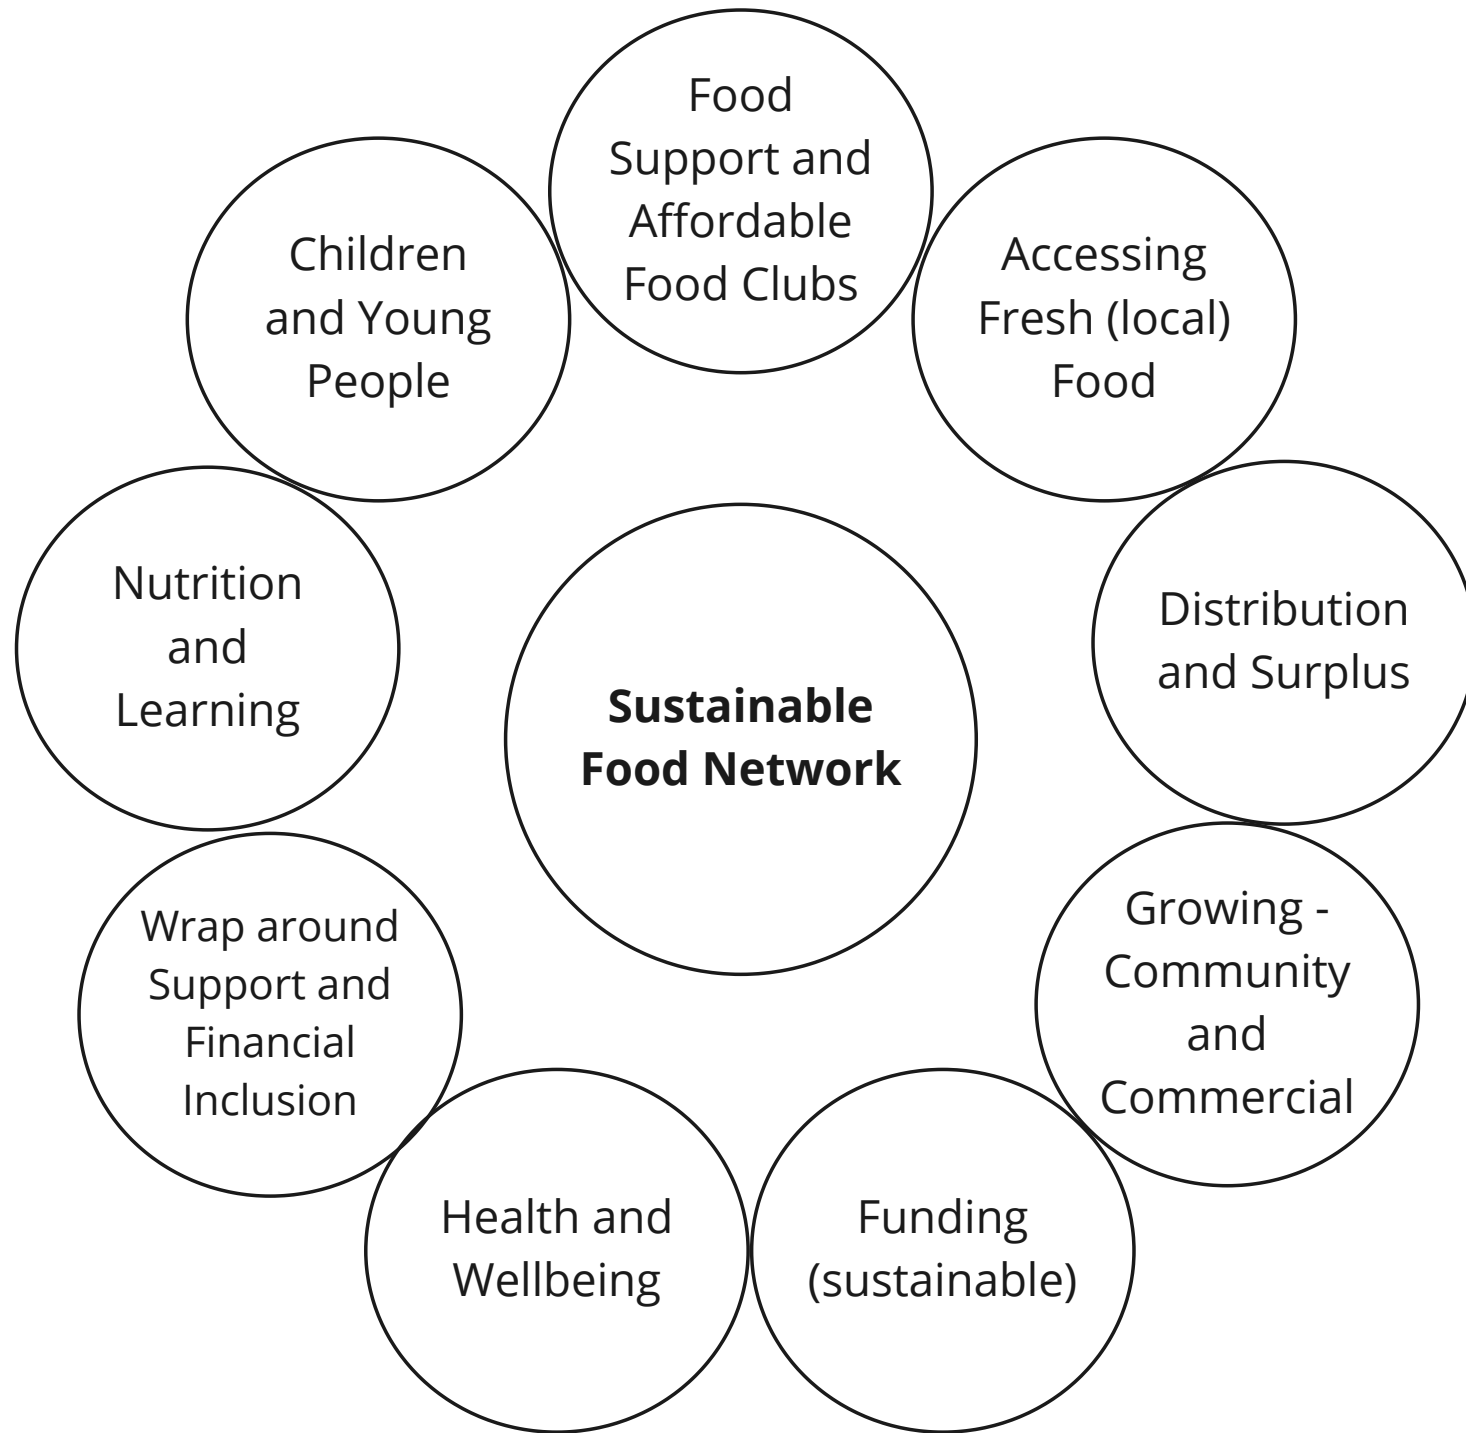 Food
Support and
Affordable
Food Clubs
Accessing
Fresh (local)
Food
Distribution
and Surplus
Growing -
Community
and
Commercial
Funding
(sustainable)
Health and
Wellbeing
Wrap around
Support and
Financial
Inclusion
Nutrition
and
Learning
Children
and Young
People
Sustainable
Food Network